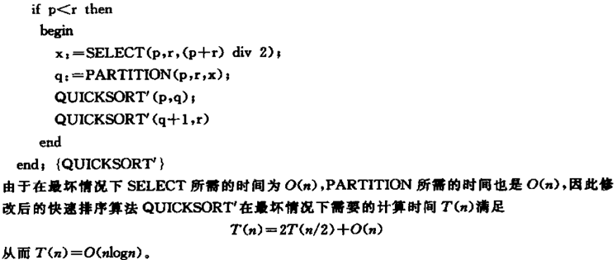 if p<r then
begin
x:=SELECT(p,r,(p+r) div 2);
q:=PARTITION(p,r,x);
QUICKSORT′(p,q);
QUICKSORT′(q+1,r)
end
end; {QUICKSORT′}
由于在最坏情况下 SELECT 所需的时间为 O(n),PARTITION 所需的时间也是 O(n),因此修
改后的快速排序算法 QUICKSORT′在最坏情况下需要的计算时间 T(n)满足
T(n)=2T(n/2)+O(n)
从而 T(n)=O(nlogn)。